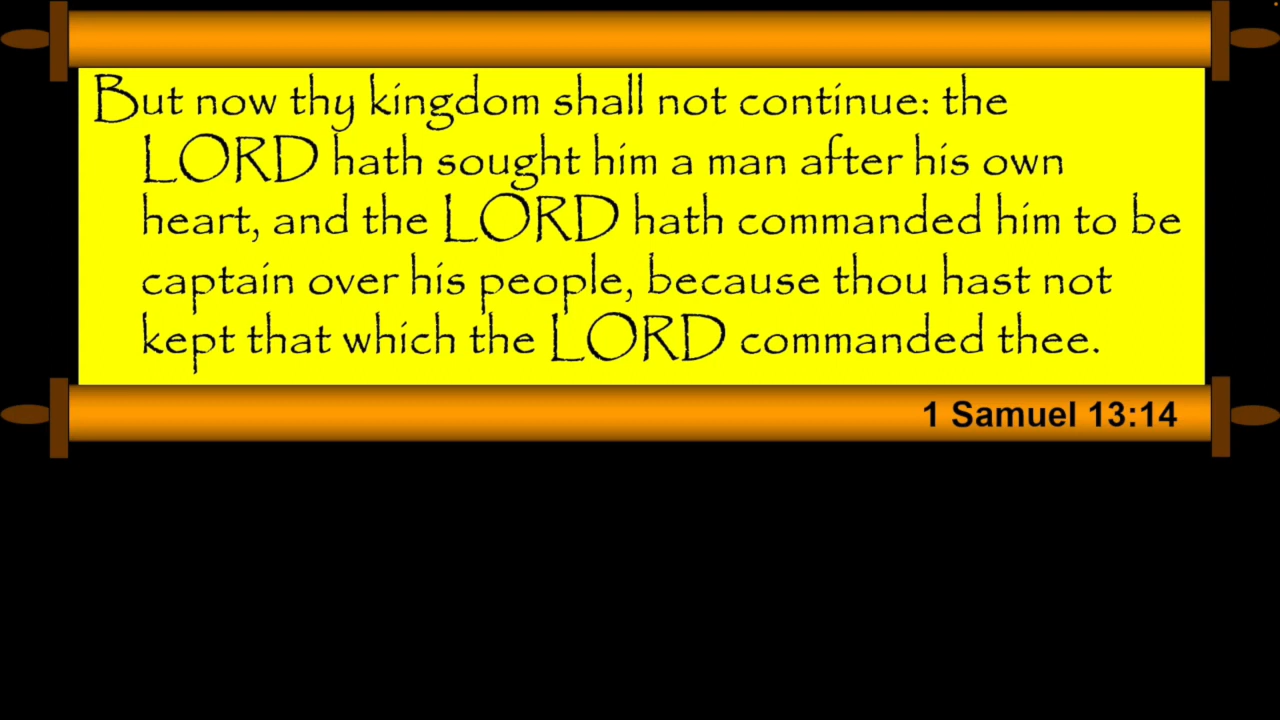 But now thy kingdom shall not continue: the
LORD hath sought him a man after his own
heart, and the LORD hath commanded him to be
captain over his people, because thou hast not
kept that which the LORD commanded thee.
1 Samuel 13:14